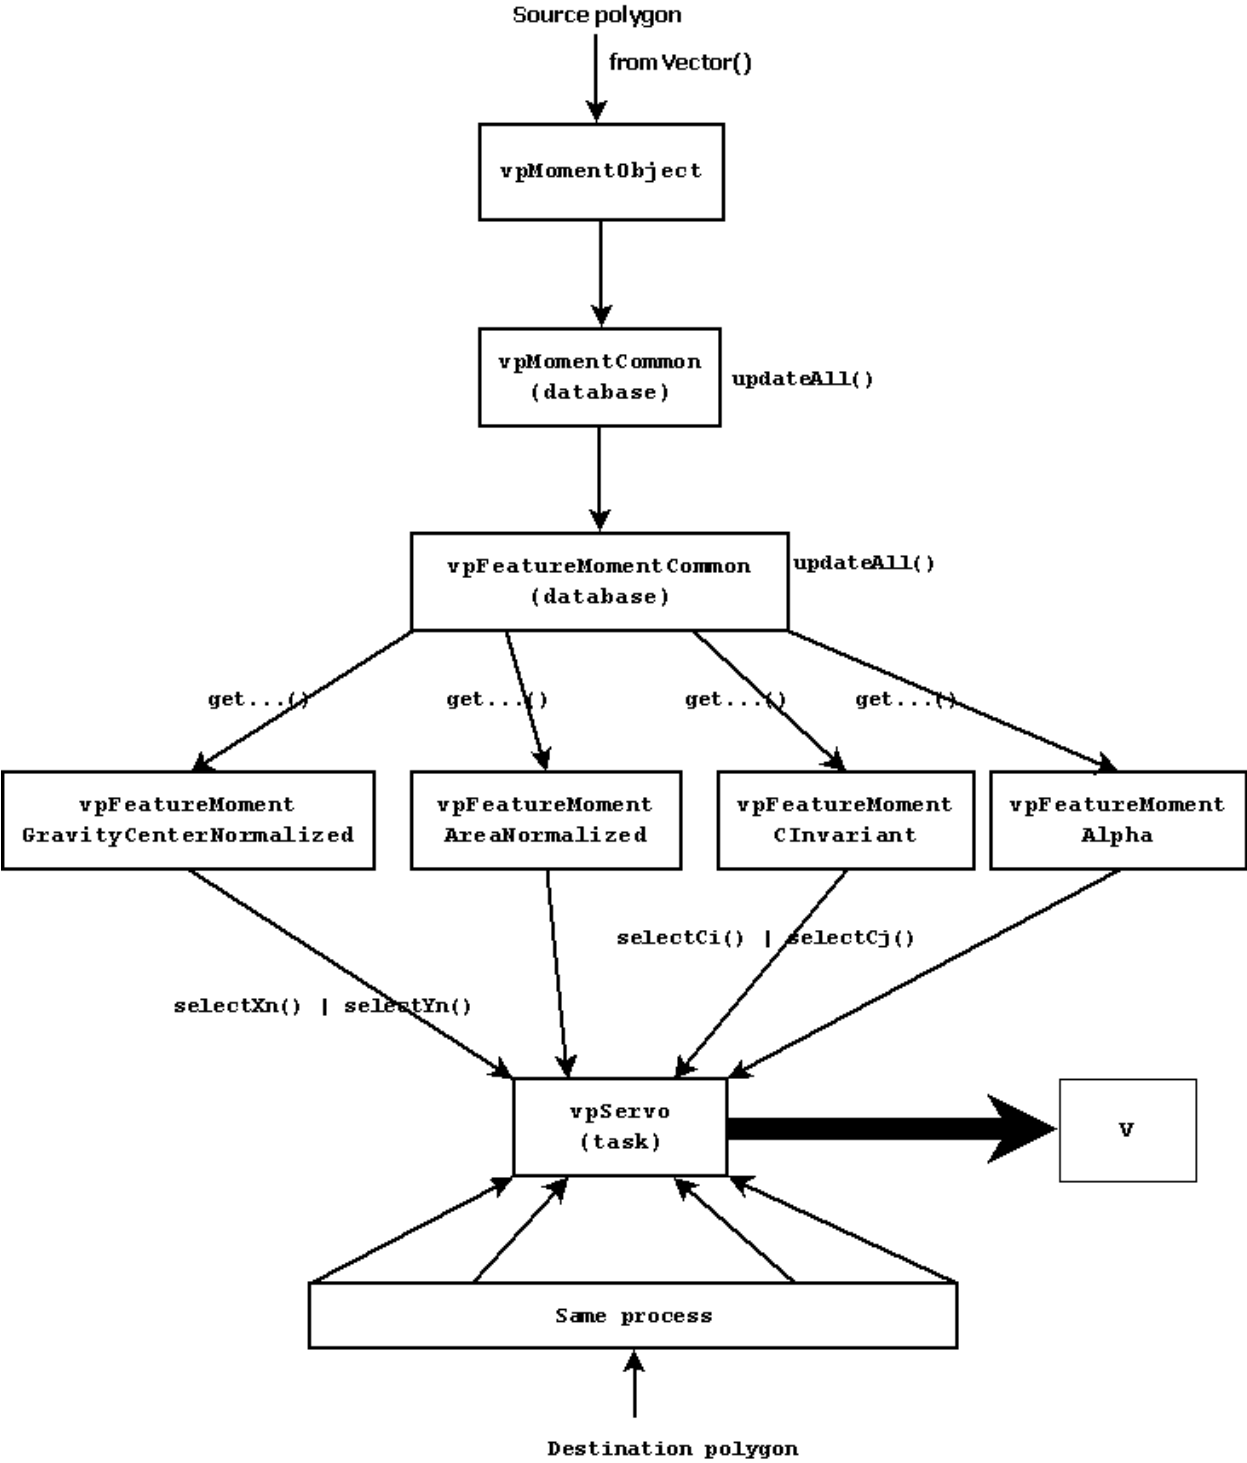 Source polygon
from Vector()
vpMomentObject
vpMomentCommon
(database)
updateAll()
vpFeatureMomentCommon
(database)
updateAll()
get...()
get...()
get...()
get...()
vpFeatureMoment
GravityCenterNormalized
vpFeatureMoment
AreaNormalized
vpFeatureMoment
CInvariant
vpFeatureMoment
Alpha
selectCi() | selectCj()
selectXn() | selectYn()
vpServo
(task)
V
Same process
Destination polygon